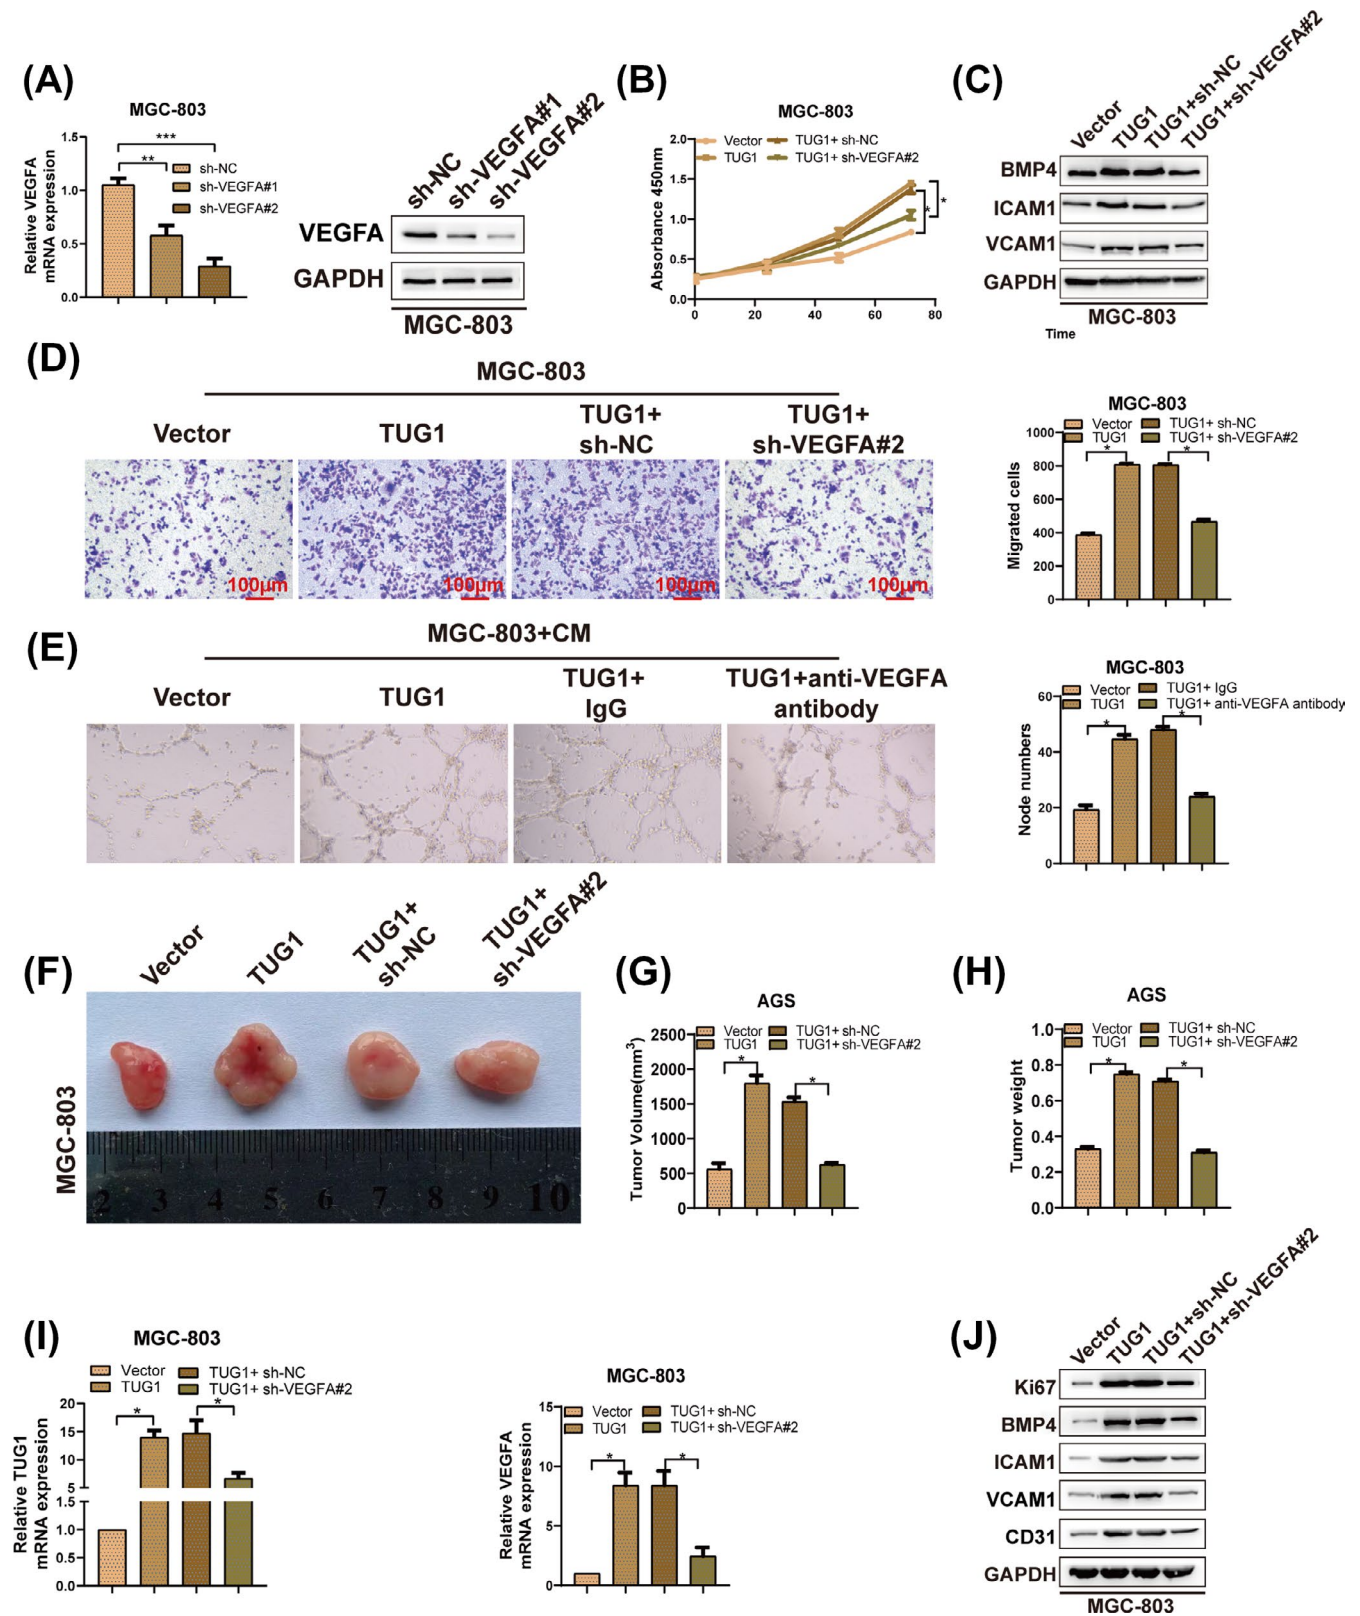 (A)
MGC-803
Relative VEGFA
mRNA expression
1.5
1.0
0.5
0.0
***
**
sh-NC
sh-VEGFA#1
sh-VEGFA#2
sh-NC
sh-VEGFA#1
sh-VEGFA#2
VEGFA
GAPDH
MGC-803
(B)
MGC-803
Absorbance 450nm
2.0
1.5
1.0
0.5
0.0
Vector
TUG1+ sh-NC
TUG1
TUG1+ sh-VEGFA#2
*
*
0
20
40
60
80
Time
(C)
Vector
TUG1
TUG1+sh-NC
TUG1+sh-VEGFA#2
BMP4
ICAM1
VCAM1
GAPDH
MGC-803
(D)
MGC-803
Vector
TUG1
TUG1+
sh-NC
TUG1+
sh-VEGFA#2
100μm
100μm
100μm
100μm
MGC-803
Vector
TUG1+ sh-NC
TUG1
TUG1+ sh-VEGFA#2
Migrated cells
1000
800
600
400
200
0
*
*
(E)
MGC-803+CM
Vector
TUG1
TUG1+
IgG
TUG1+anti-VEGFA
antibody
MGC-803
Vector
TUG1+ IgG
TUG1
TUG1+ anti-VEGFA antibody
Node numbers
60
40
20
0
*
*
(F)
Vector
TUG1
TUG1+
sh-NC
TUG1+
sh-VEGFA#2
MGC-803
2 3 4 5 6 7 8 9 10
(G)
AGS
Vector
TUG1+ sh-NC
TUG1
TUG1+ sh-VEGFA#2
Tumor Volume(mm³)
2500
2000
1500
1000
500
0
*
*
(H)
AGS
Vector
TUG1+ sh-NC
TUG1
TUG1+ sh-VEGFA#2
Tumor weight
1.0
0.8
0.6
0.4
0.2
0.0
*
*
(I)
MGC-803
Vector
TUG1+ sh-NC
TUG1
TUG1+ sh-VEGFA#2
Relative TUG1
mRNA expression
20
15
10
5
1.5
1.0
0.5
0.0
*
*
MGC-803
Vector
TUG1+ sh-NC
TUG1
TUG1+ sh-VEGFA#2
Relative VEGFA
mRNA expression
15
10
5
0
*
*
(J)
Vector
TUG1
TUG1+sh-NC
TUG1+sh-VEGFA#2
Ki67
BMP4
ICAM1
VCAM1
CD31
GAPDH
MGC-803